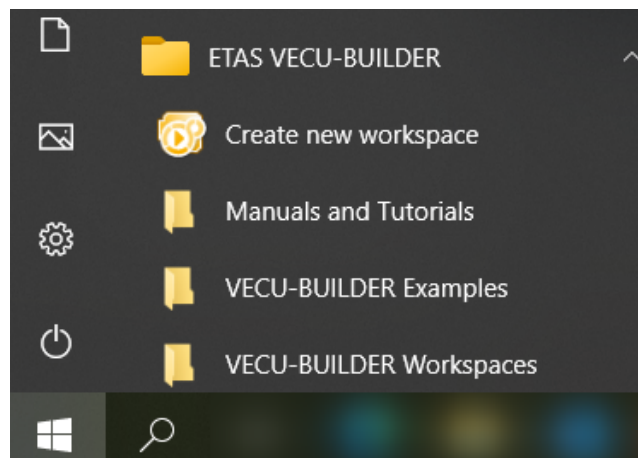 ETAS VECU-BUILDER
Create new workspace
Manuals and Tutorials
VECU-BUILDER Examples
VECU-BUILDER Workspaces